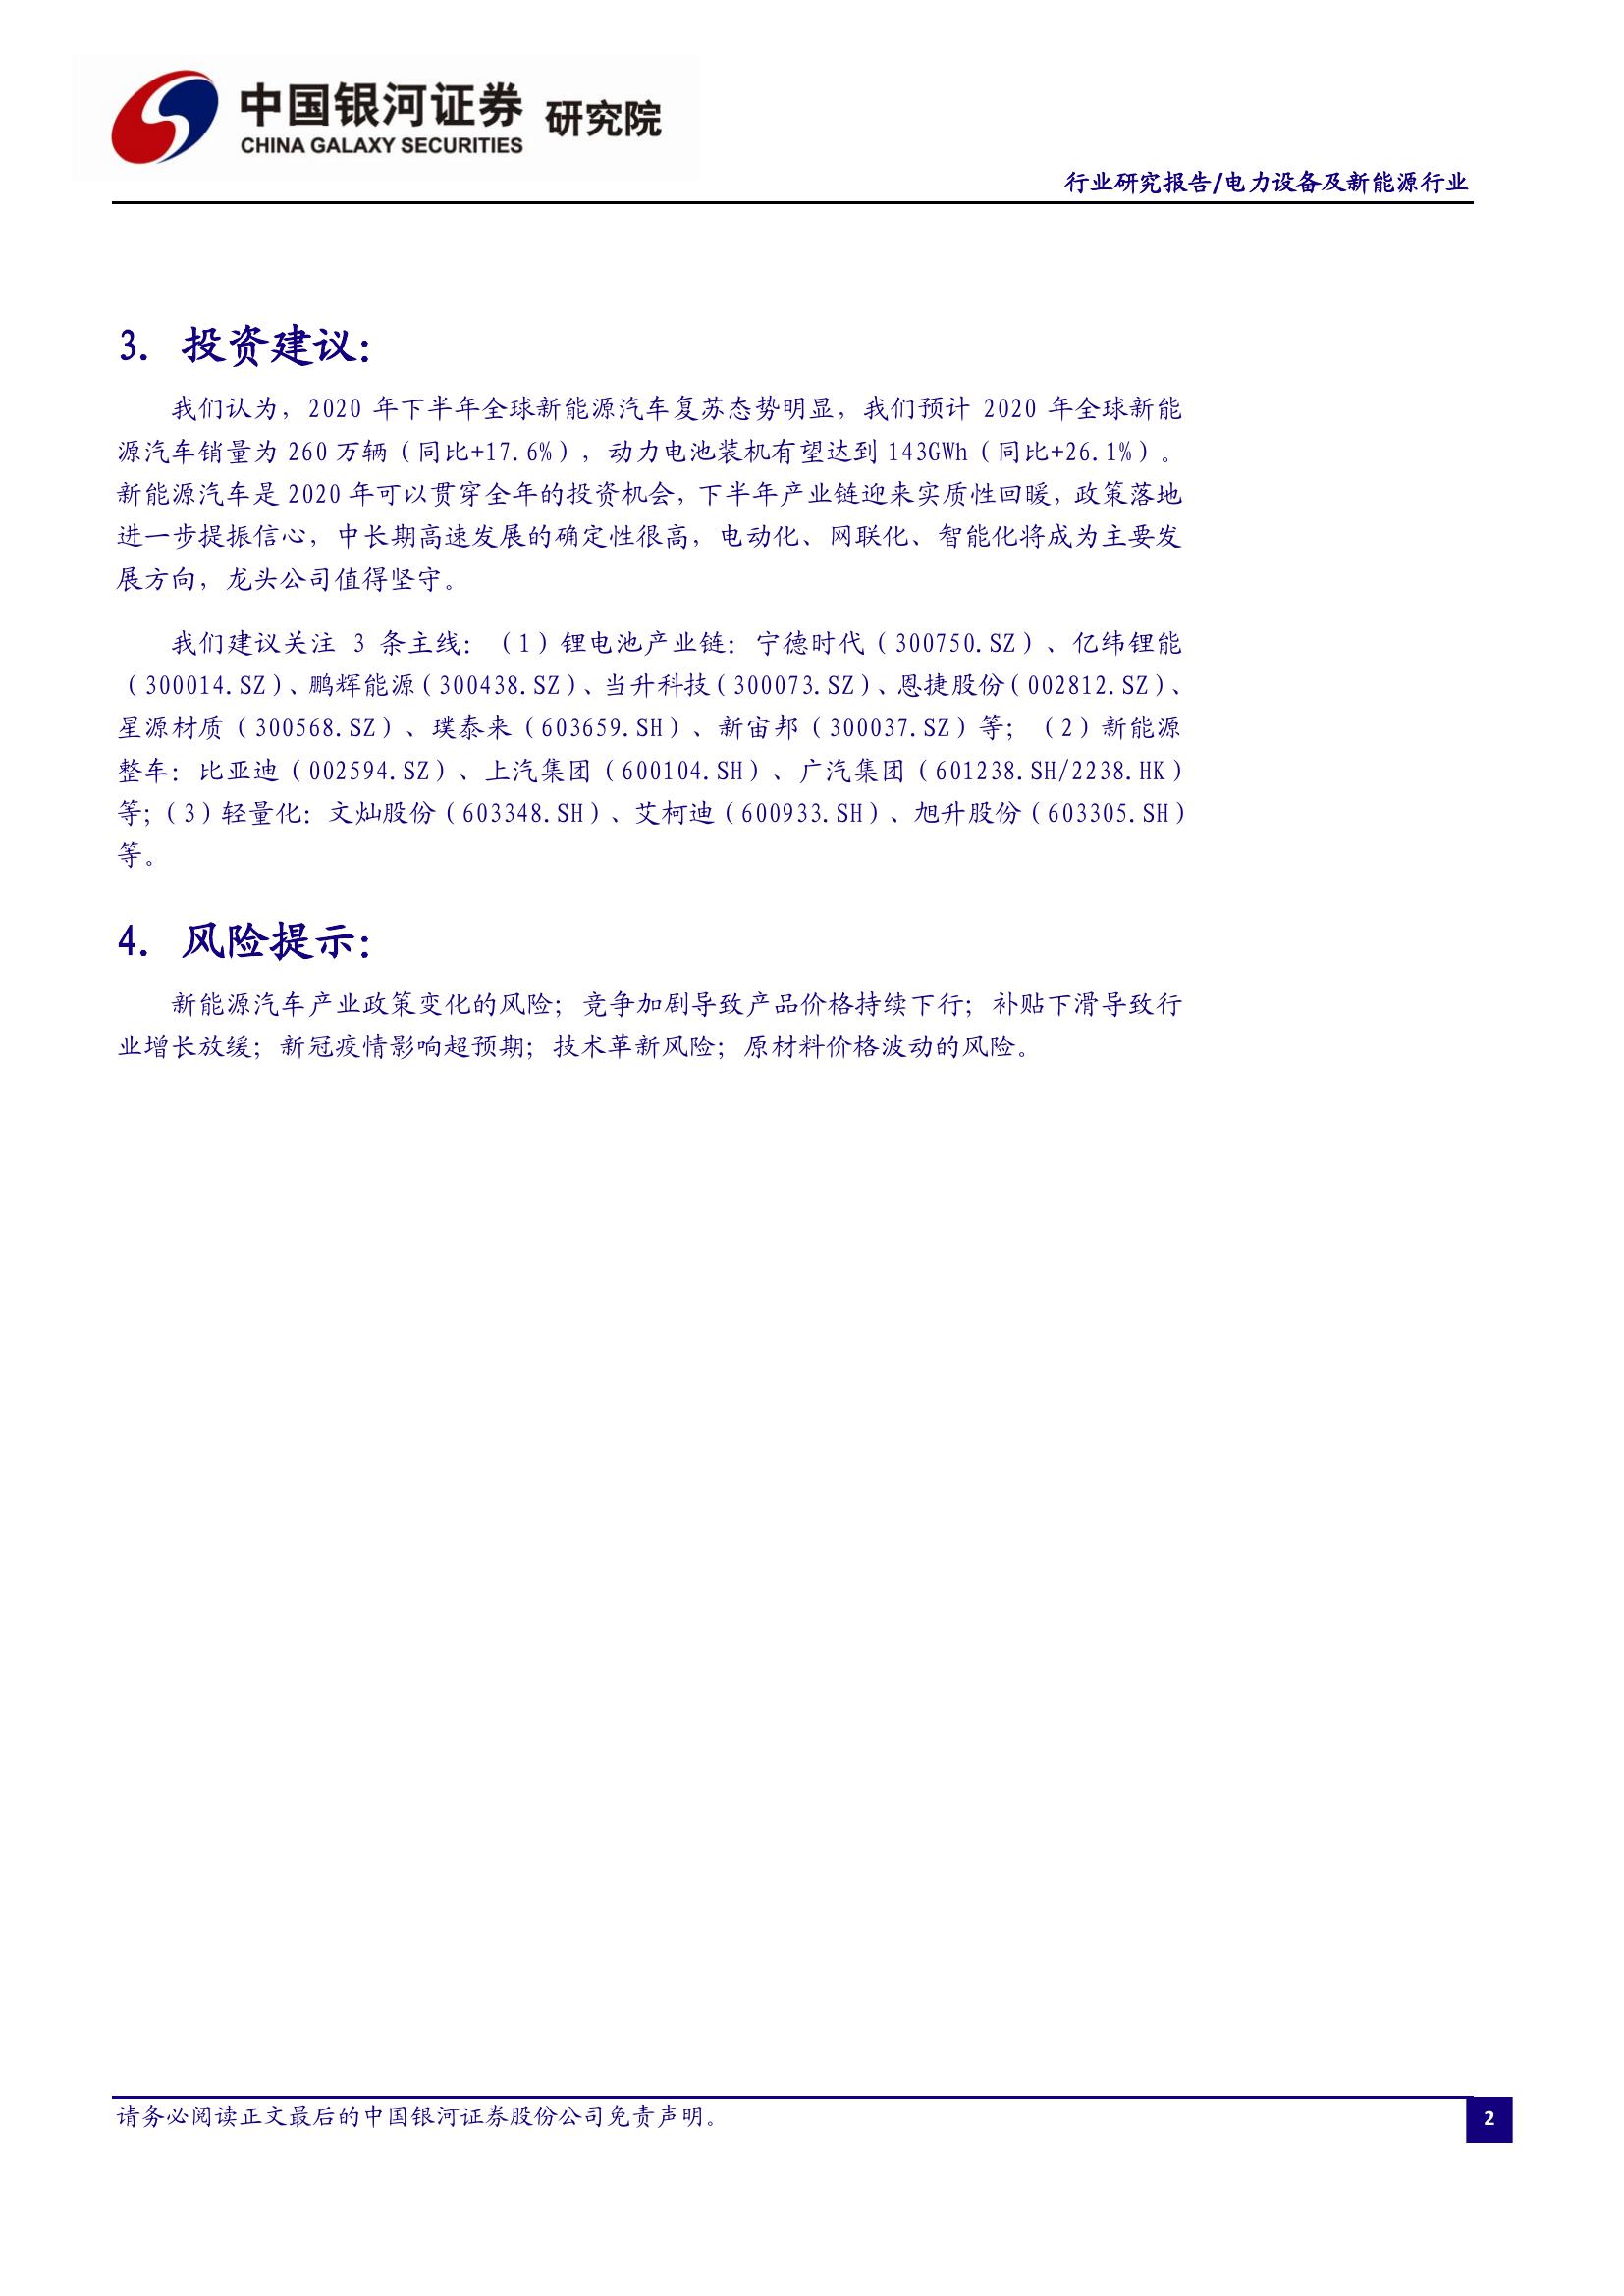 中国银河证券 研究院
CHINA GALAXY SECURITIES
行业研究报告/电力设备及新能源行业
3. 投资建议：
我们认为，2020 年下半年全球新能源汽车复苏态势明显，我们预计 2020 年全球新能
源汽车销量为 260 万辆（同比+17.6%），动力电池装机有望达到 143GWh（同比+26.1%）。
新能源汽车是 2020 年可以贯穿全年的投资机会，下半年产业链迎来实质性回暖，政策落地
进一步提振信心，中长期高速发展的确定性很高，电动化、网联化、智能化将成为主要发
展方向，龙头公司值得坚守。
我们建议关注 3 条主线：（1）锂电池产业链：宁德时代（300750.SZ）、亿纬锂能
（300014.SZ）、鹏辉能源（300438.SZ）、当升科技（300073.SZ）、恩捷股份（002812.SZ）、
星源材质（300568.SZ）、璞泰来（603659.SH）、新宙邦（300037.SZ）等；（2）新能源
整车：比亚迪（002594.SZ）、上汽集团（600104.SH）、广汽集团（601238.SH/2238.HK）
等；（3）轻量化：文灿股份（603348.SH）、艾柯迪（600933.SH）、旭升股份（603305.SH）
等。
4. 风险提示：
新能源汽车产业政策变化的风险；竞争加剧导致产品价格持续下行；补贴下滑导致行
业增长放缓；新冠疫情影响超预期；技术革新风险；原材料价格波动的风险。
请务必阅读正文最后的中国银河证券股份公司免责声明。
2